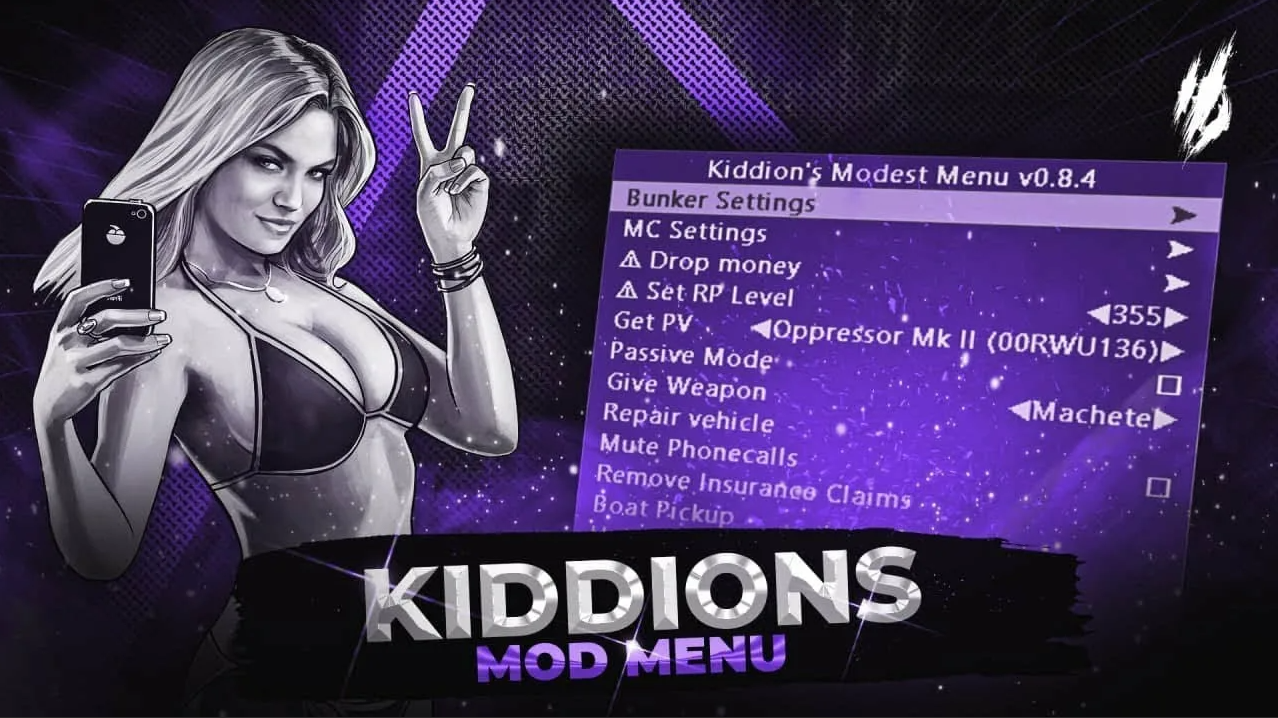 Kiddion's Modest Menu v0.8.4
Bunker Settings
MC Settings
⚠ Drop money
⚠ Set RP Level ◀355▶
Get PV ◀Oppressor Mk II (00RWU136)▶
Passive Mode
Give Weapon ◀Machete▶
Repair vehicle
Mute Phonecalls
Remove Insurance Claims
Boat Pickup
KIDDIONS
MOD MENU